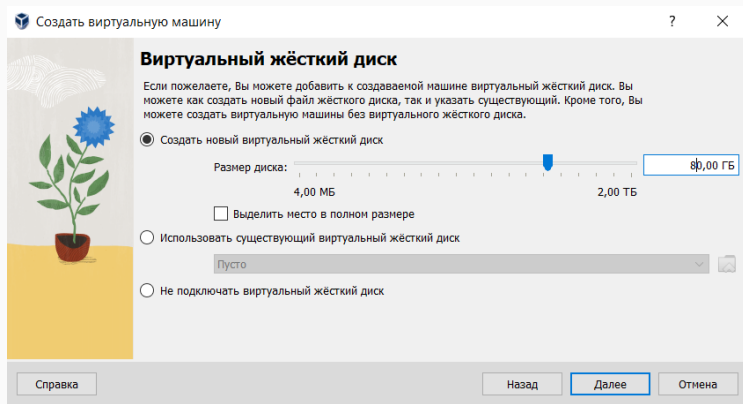 Создать виртуальную машину
Виртуальный жёсткий диск
Если пожелаете, Вы можете добавить к создаваемой машине виртуальный жёсткий диск. Вы
можете как создать новый файл жёсткого диска, так и указать существующий. Кроме того, Вы
можете создать виртуальную машины без виртуального жёсткого диска.
Создать новый виртуальный жёсткий диск
Размер диска: 80,00 ГБ
4,00 МБ 2,00 ТБ
Выделить место в полном размере
Использовать существующий виртуальный жёсткий диск
Пусто
Не подключать виртуальный жёсткий диск
Справка Назад Далее Отмена